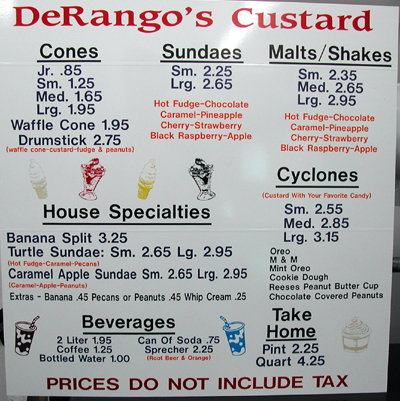 DeRango's Custard
Cones
Jr. .85
Sm. 1.25
Med. 1.65
Lrg. 1.95
Waffle Cone 1.95
Drumstick 2.75
(waffle cone-custard-fudge & peanuts)
Sundaes
Sm. 2.25
Lrg. 2.65
Hot Fudge-Chocolate
Caramel-Pineapple
Cherry-Strawberry
Black Raspberry-Apple
Malts/Shakes
Sm. 2.35
Med. 2.65
Lrg. 2.95
Hot Fudge-Chocolate
Caramel-Pineapple
Cherry-Strawberry
Black Raspberry-Apple
House Specialties
Banana Split 3.25
Turtle Sundae: Sm. 2.65 Lg. 2.95
(Hot Fudge-Caramel-Pecans)
Caramel Apple Sundae Sm. 2.65 Lg. 2.95
(Caramel-Apple-Peanuts)
Extras - Banana .45 Pecans or Peanuts .45 Whip Cream .25
Cyclones
(Custard With Your Favorite Candy)
Sm. 2.55
Med. 2.85
Lrg. 3.15
Oreo
M & M
Mint Oreo
Cookie Dough
Reeses Peanut Butter Cup
Chocolate Covered Peanuts
Beverages
2 Liter 1.95
Coffee 1.25
Bottled Water 1.00
Can Of Soda .75
Sprecher 2.25
(Root Beer & Orange)
Take
Home
Pint 2.25
Quart 4.25
PRICES DO NOT INCLUDE TAX